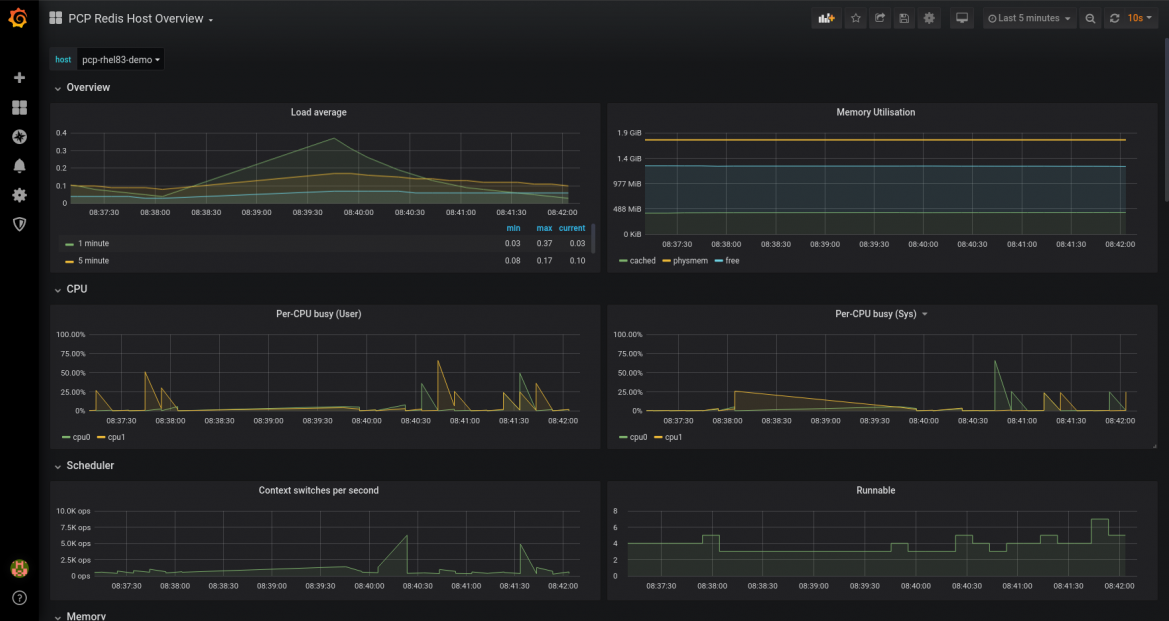 PCP Redis Host Overview
Last 5 minutes
10s
host pcp-rhel83-demo
Overview
Load average
0.4
0.3
0.2
0.1
0
08:37:30 08:38:00 08:38:30 08:39:00 08:39:30 08:40:00 08:40:30 08:41:00 08:41:30 08:42:00
min max current
1 minute 0.03 0.37 0.03
5 minute 0.08 0.17 0.10
Memory Utilisation
1.9 GiB
1.4 GiB
977 MiB
488 MiB
0 KiB
08:37:30 08:38:00 08:38:30 08:39:00 08:39:30 08:40:00 08:40:30 08:41:00 08:41:30 08:42:00
cached physmem free
CPU
Per-CPU busy (User)
100.00%
75.00%
50.00%
25.00%
0%
08:37:30 08:38:00 08:38:30 08:39:00 08:39:30 08:40:00 08:40:30 08:41:00 08:41:30 08:42:00
cpu0 cpu1
Per-CPU busy (Sys)
100.00%
75.00%
50.00%
25.00%
0%
08:37:30 08:38:00 08:38:30 08:39:00 08:39:30 08:40:00 08:40:30 08:41:00 08:41:30 08:42:00
cpu0 cpu1
Scheduler
Context switches per second
10.0K ops
7.5K ops
5.0K ops
2.5K ops
0 ops
08:37:30 08:38:00 08:38:30 08:39:00 08:39:30 08:40:00 08:40:30 08:41:00 08:41:30 08:42:00
Runnable
8
6
4
2
0
08:37:30 08:38:00 08:38:30 08:39:00 08:39:30 08:40:00 08:40:30 08:41:00 08:41:30 08:42:00
Memory